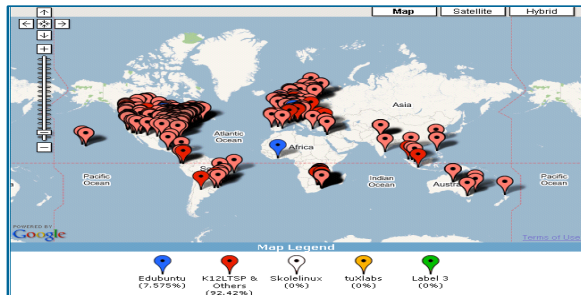 Map
Satellite
Hybrid
Asia
Atlantic
Ocean
Africa
Pacific
Ocean
Indian
Ocean
Pacific
Ocean
POWERED BY
Google
Terms of Use
Map Legend
Edubuntu
(7.575%)
K12LTSP &
Others
(92.42%)
Skolelinux
(0%)
tuXlabs
(0%)
Label 3
(0%)